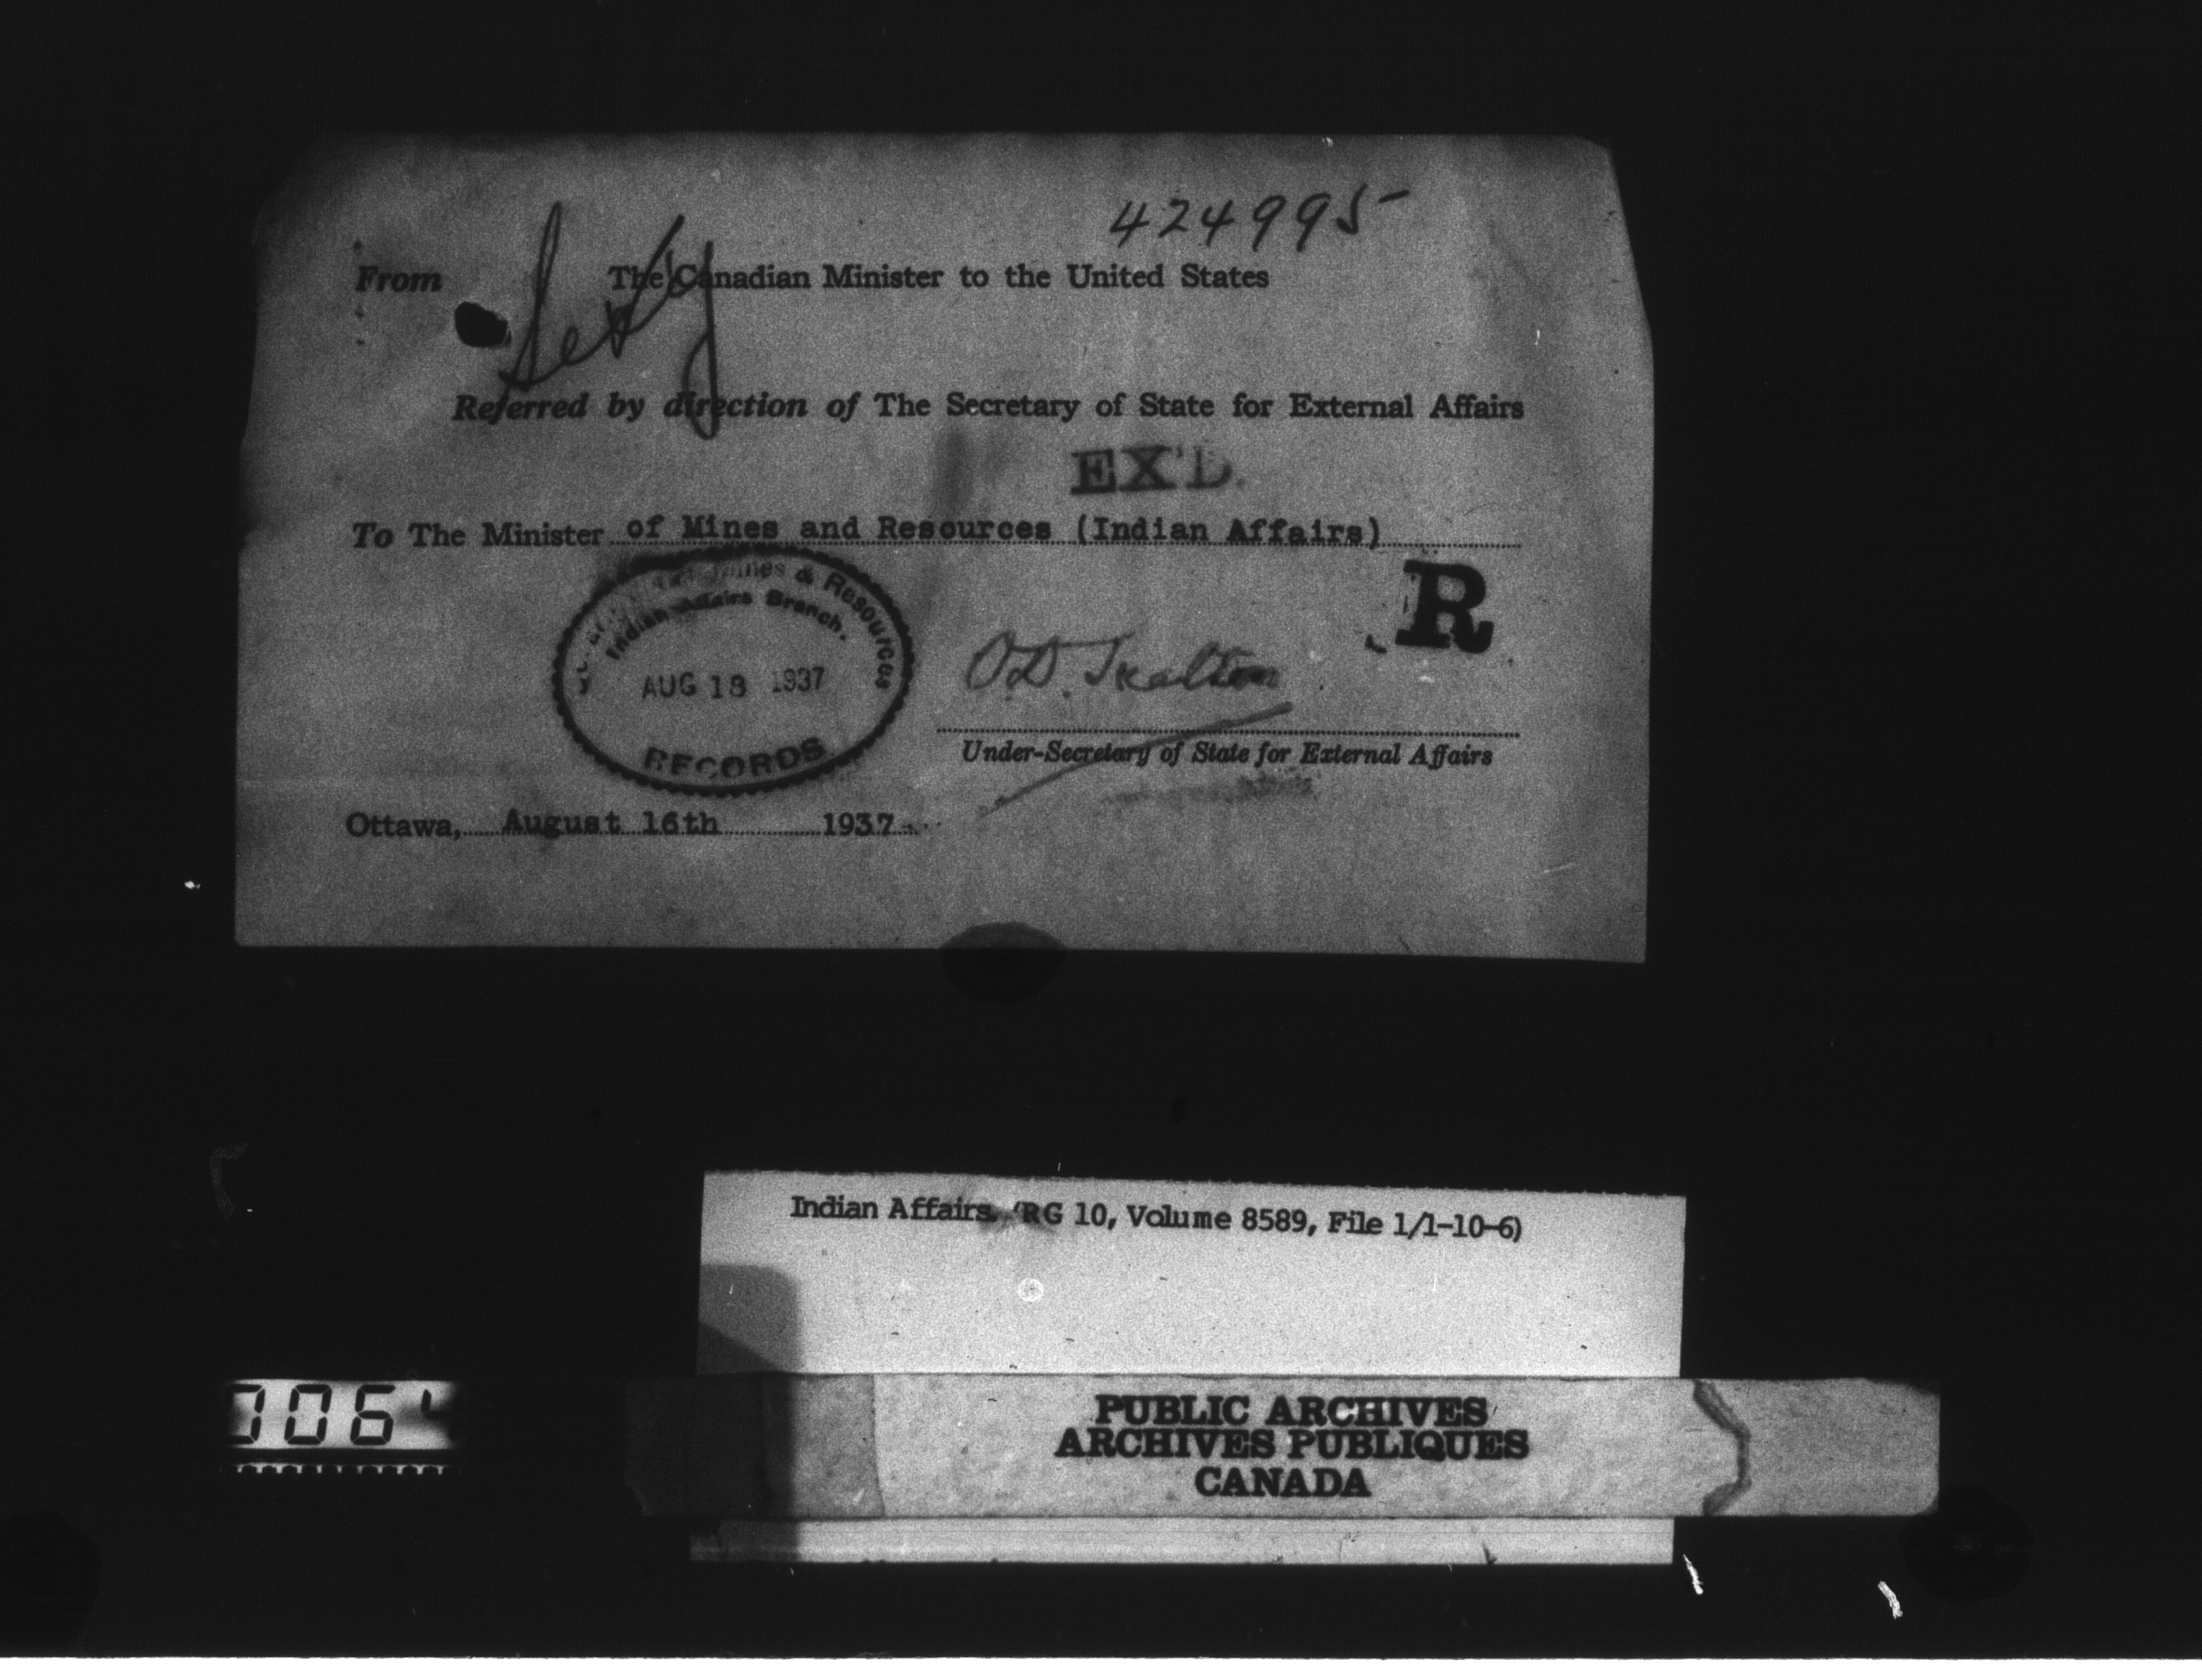 424995
From The Canadian Minister to the United States
Referred by direction of The Secretary of State for External Affairs
EX'D.
To The Minister of Mines and Resources (Indian Affairs)
R
Mines & Resources
Indian Affairs Branch.
AUG 18 1937
RECORDS
O.D. Skelton
Under-Secretary of State for External Affairs
Ottawa, August 16th 1937
Indian Affairs. (RG 10, Volume 8589, File 1/1-10-6)
006
PUBLIC ARCHIVES
ARCHIVES PUBLIQUES
CANADA